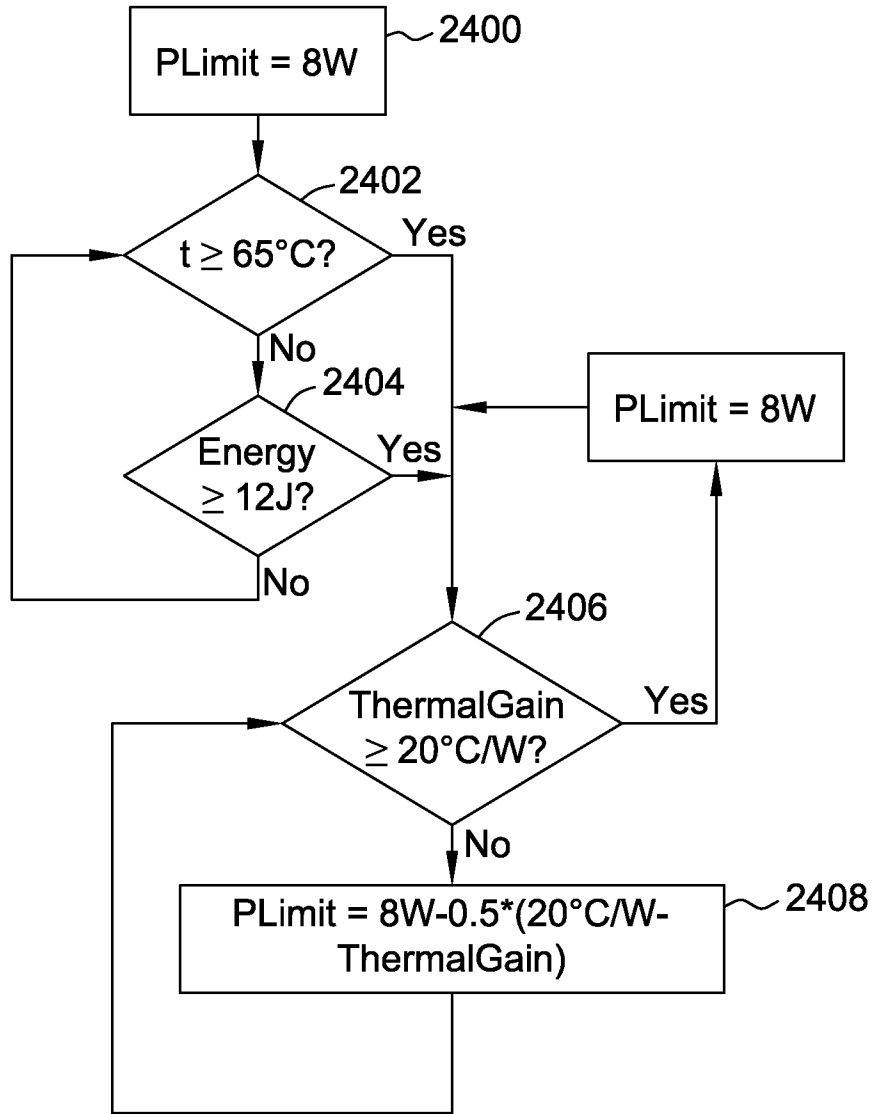 PLimit = 8W
2400
2402
t ≥ 65°C?
Yes
No
2404
Energy
≥ 12J?
Yes
No
PLimit = 8W
2406
ThermalGain
≥ 20°C/W?
Yes
No
2408
PLimit = 8W-0.5*(20°C/W-
ThermalGain)